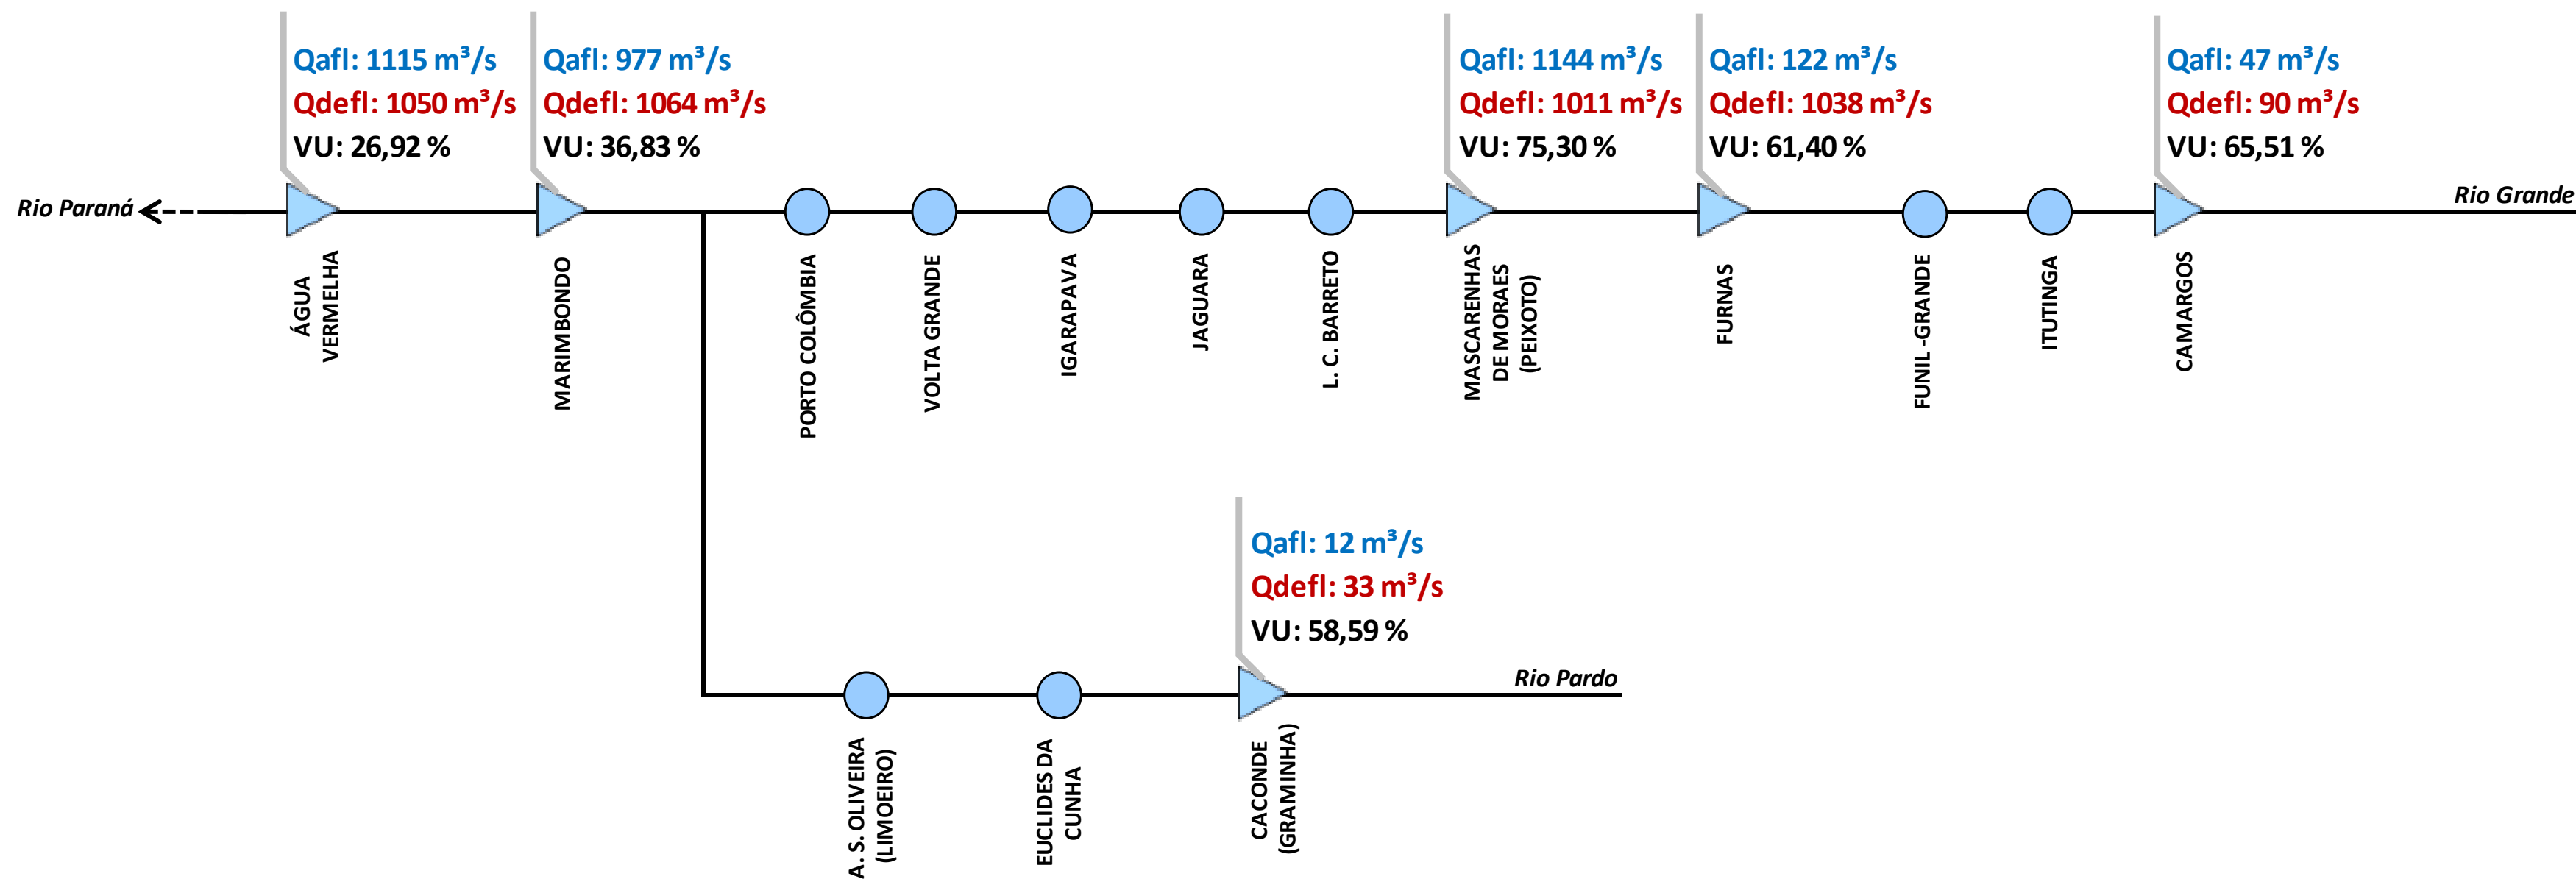 Qafl: 1115 m³/s
Qdefl: 1050 m³/s
VU: 26,92 %
Qafl: 977 m³/s
Qdefl: 1064 m³/s
VU: 36,83 %
Qafl: 1144 m³/s
Qdefl: 1011 m³/s
VU: 75,30 %
Qafl: 122 m³/s
Qdefl: 1038 m³/s
VU: 61,40 %
Qafl: 47 m³/s
Qdefl: 90 m³/s
VU: 65,51 %
Rio Paraná
Rio Grande
ÁGUA
VERMELHA
MARIMBONDO
PORTO COLÔMBIA
VOLTA GRANDE
IGARAPAVA
JAGUARA
L. C. BARRETO
MASCARENHAS
DE MORAES
(PEIXOTO)
FURNAS
FUNIL -GRANDE
ITUTINGA
CAMARGOS
Qafl: 12 m³/s
Qdefl: 33 m³/s
VU: 58,59 %
Rio Pardo
A. S. OLIVEIRA
(LIMOEIRO)
EUCLIDES DA
CUNHA
CACONDE
(GRAMINHA)